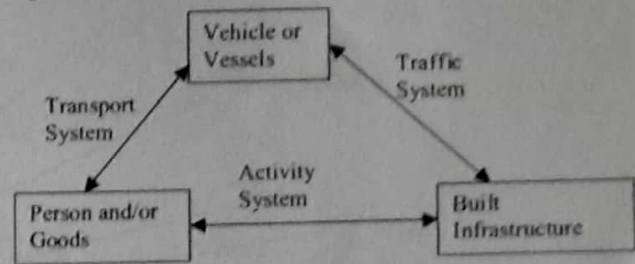 Vehicle or
Vessels
Traffic
System
Transport
System
Activity
System
Person and/or
Goods
Built
Infrastructure